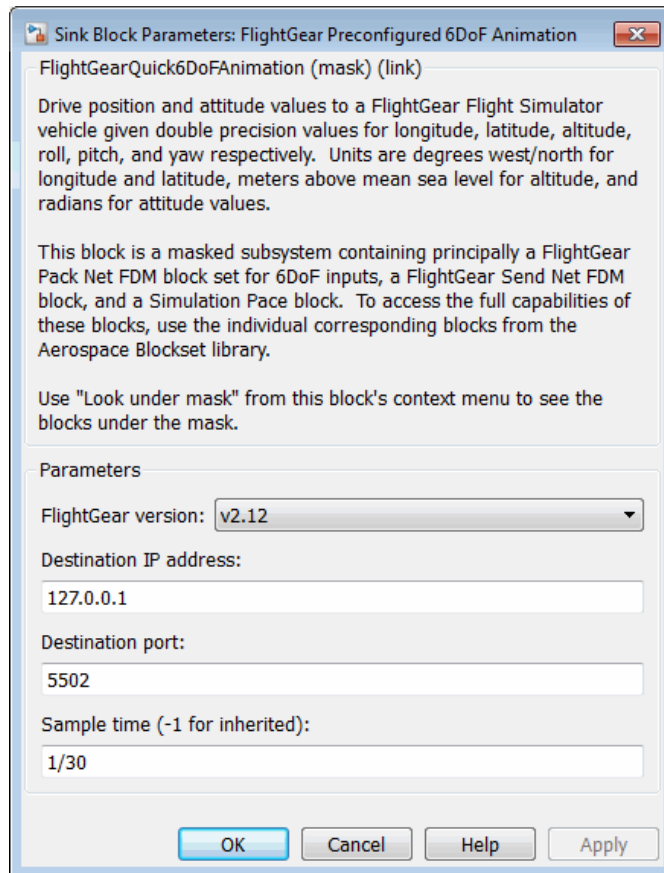 Sink Block Parameters: FlightGear Preconfigured 6DoF Animation
FlightGearQuick6DoFAnimation (mask) (link)
Drive position and attitude values to a FlightGear Flight Simulator
vehicle given double precision values for longitude, latitude, altitude,
roll, pitch, and yaw respectively.  Units are degrees west/north for
longitude and latitude, meters above mean sea level for altitude, and
radians for attitude values.
This block is a masked subsystem containing principally a FlightGear
Pack Net FDM block set for 6DoF inputs, a FlightGear Send Net FDM
block, and a Simulation Pace block.  To access the full capabilities of
these blocks, use the individual corresponding blocks from the
Aerospace Blockset library.
Use "Look under mask" from this block's context menu to see the
blocks under the mask.
Parameters
FlightGear version: v2.12
Destination IP address:
127.0.0.1
Destination port:
5502
Sample time (-1 for inherited):
1/30
OK Cancel Help Apply